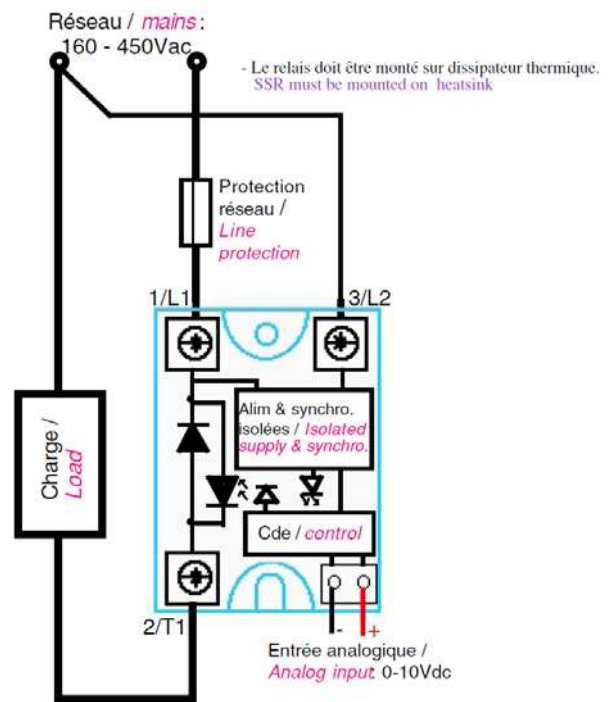 Réseau / mains:
160 - 450Vac
- Le relais doit être monté sur dissipateur thermique.
SSR must be mounted on heatsink
Protection
réseau /
Line
protection
1/L1
3/L2
Charge /
Load
Alim & synchro.
isolées / Isolated
supply & synchro.
Cde / control
2/T1
- +
Entrée analogique /
Analog input: 0-10Vdc